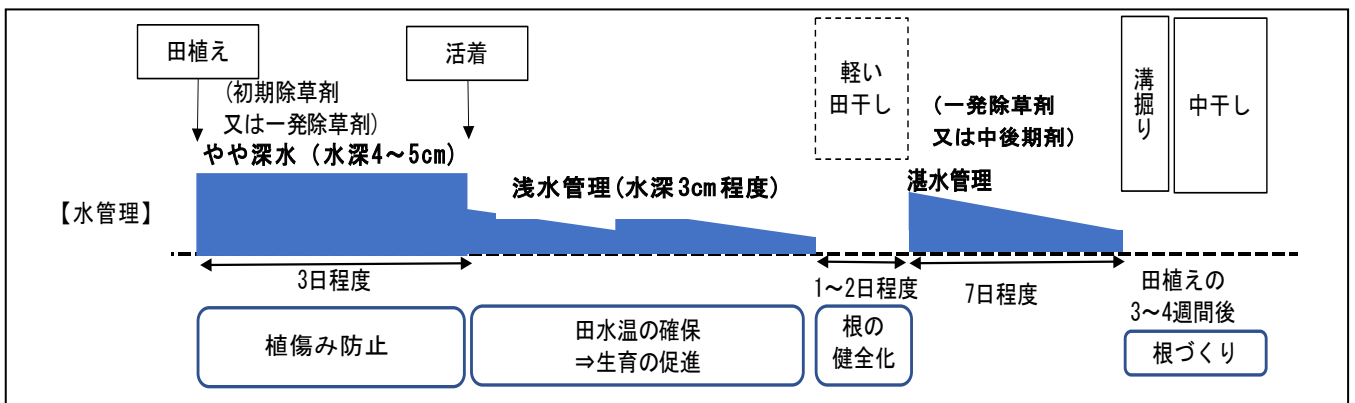 田植え
活着
(初期除草剤
又は一発除草剤)
やや深水(水深4～5cm)
浅水管理(水深3cm程度)
軽い
田干し
(一発除草剤
又は中後期剤)
湛水管理
溝掘り
中干し
【水管理】
3日程度
1～2日程度
7日程度
田植えの
3～4週間後
植傷み防止
田水温の確保
⇒生育の促進
根の
健全化
根づくり